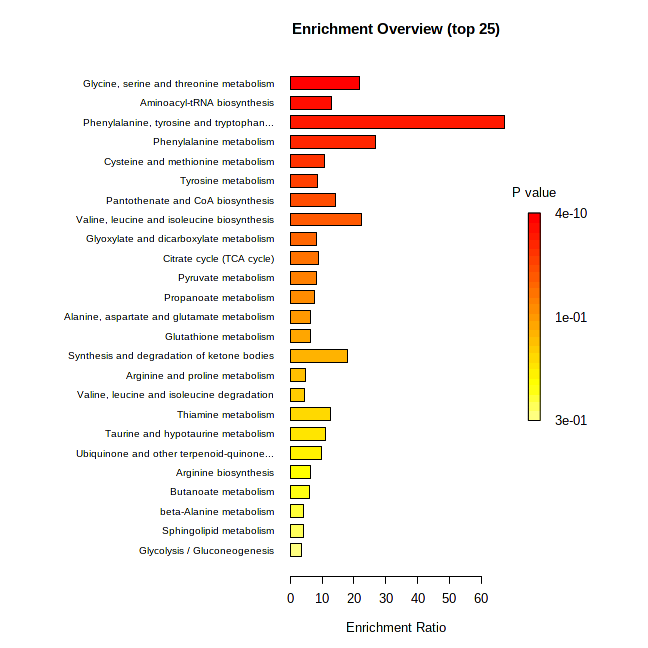 Enrichment Overview (top 25)
Glycine, serine and threonine metabolism
Aminoacyl-tRNA biosynthesis
Phenylalanine, tyrosine and tryptophan...
Phenylalanine metabolism
Cysteine and methionine metabolism
Tyrosine metabolism
Pantothenate and CoA biosynthesis
Valine, leucine and isoleucine biosynthesis
Glyoxylate and dicarboxylate metabolism
Citrate cycle (TCA cycle)
Pyruvate metabolism
Propanoate metabolism
Alanine, aspartate and glutamate metabolism
Glutathione metabolism
Synthesis and degradation of ketone bodies
Arginine and proline metabolism
Valine, leucine and isoleucine degradation
Thiamine metabolism
Taurine and hypotaurine metabolism
Ubiquinone and other terpenoid-quinone...
Arginine biosynthesis
Butanoate metabolism
beta-Alanine metabolism
Sphingolipid metabolism
Glycolysis / Gluconeogenesis
P value
4e-10
1e-01
3e-01
0 10 20 30 40 50 60
Enrichment Ratio